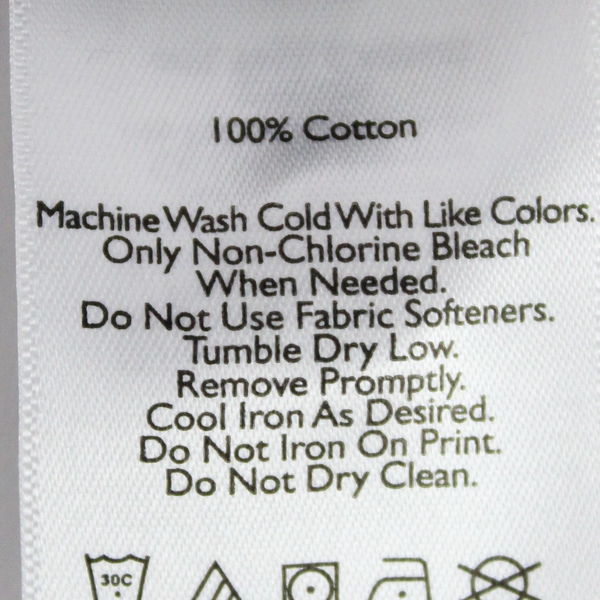 100% Cotton
Machine Wash Cold With Like Colors.
Only Non-Chlorine Bleach
When Needed.
Do Not Use Fabric Softeners.
Tumble Dry Low.
Remove Promptly.
Cool Iron As Desired.
Do Not Iron On Print.
Do Not Dry Clean.
30C